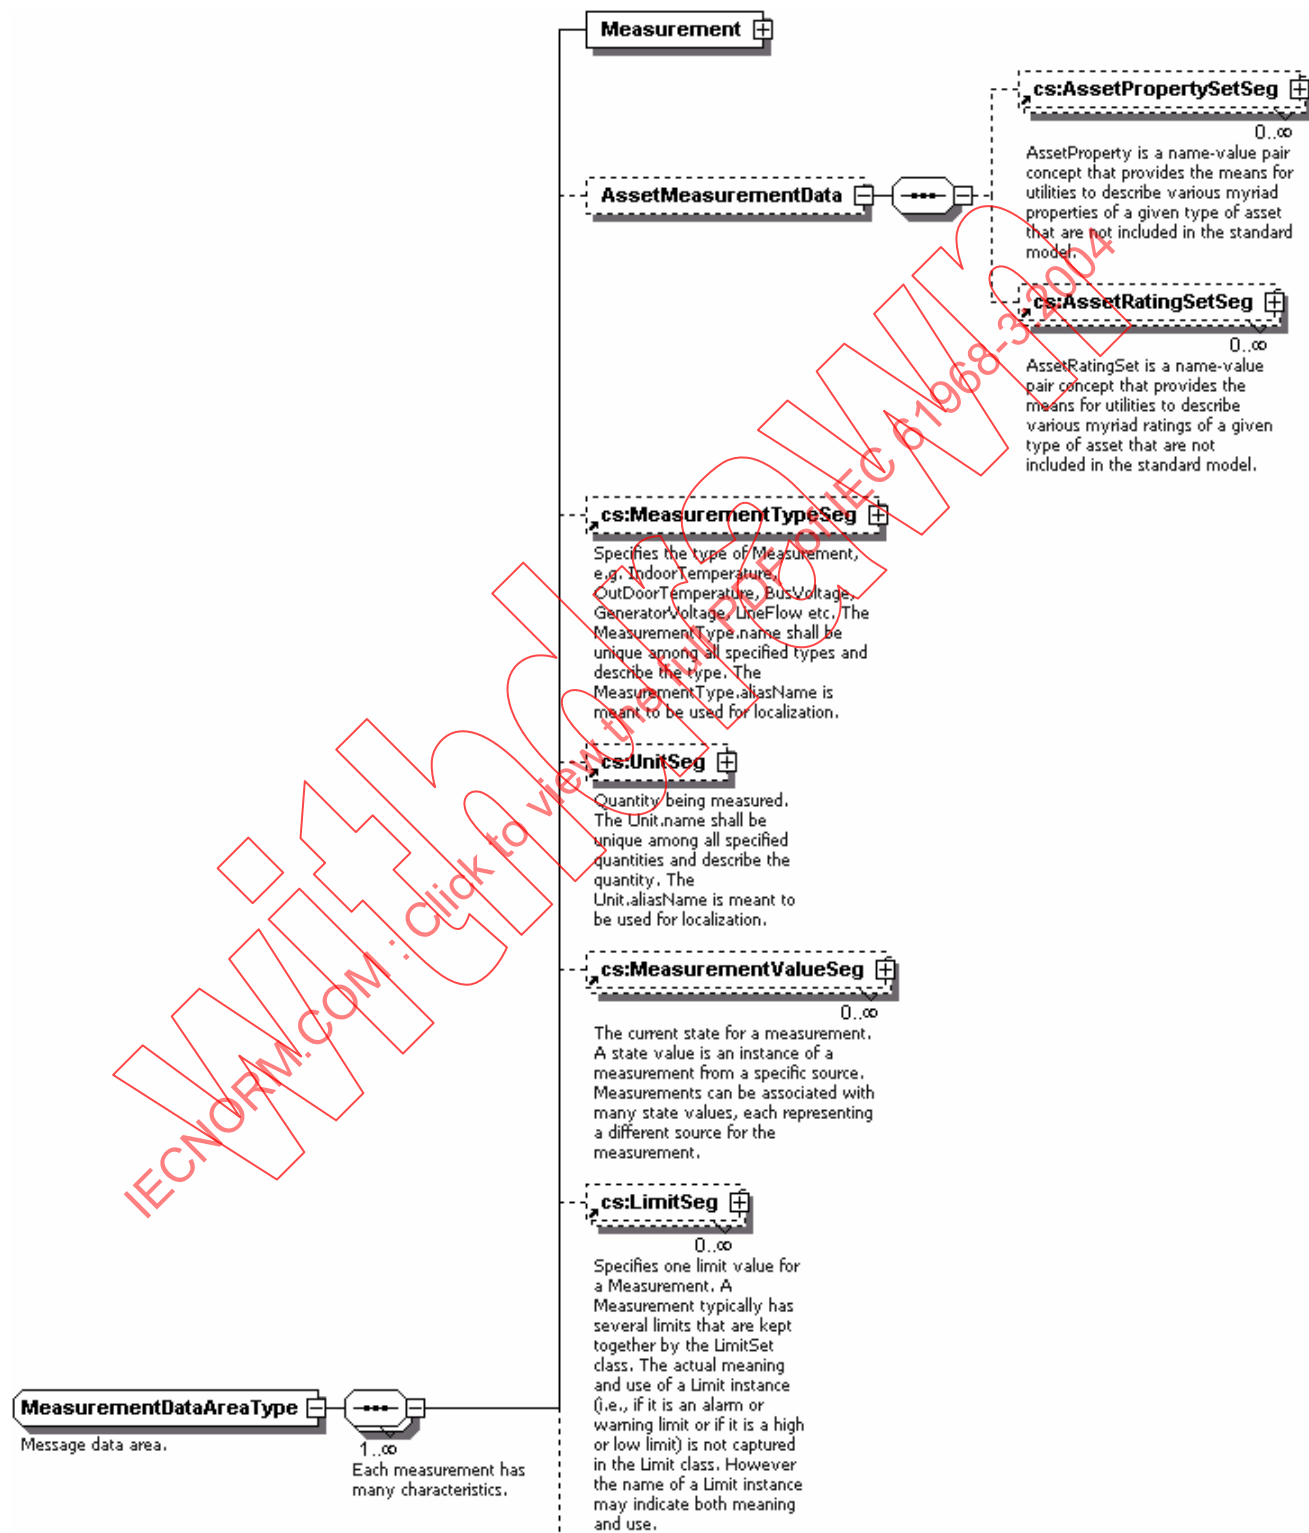 Measurement
cs:AssetPropertySetSeg
0..∞
AssetProperty is a name-value pair
concept that provides the means for
utilities to describe various myriad
properties of a given type of asset
that are not included in the standard
model.
AssetMeasurementData
cs:AssetRatingSetSeg
0..∞
AssetRatingSet is a name-value
pair concept that provides the
means for utilities to describe
various myriad ratings of a given
type of asset that are not
included in the standard model.
cs:MeasurementTypeSeg
Specifies the type of Measurement,
e.g. IndoorTemperature,
OutDoorTemperature, BusVoltage,
GeneratorVoltage, LineFlow etc. The
MeasurementType.name shall be
unique among all specified types and
describe the type. The
MeasurementType.aliasName is
meant to be used for localization.
cs:UnitSeg
Quantity being measured.
The Unit.name shall be
unique among all specified
quantities and describe the
quantity. The
Unit.aliasName is meant to
be used for localization.
cs:MeasurementValueSeg
0..∞
The current state for a measurement.
A state value is an instance of a
measurement from a specific source.
Measurements can be associated with
many state values, each representing
a different source for the
measurement.
cs:LimitSeg
0..∞
Specifies one limit value for
a Measurement. A
Measurement typically has
several limits that are kept
together by the LimitSet
class. The actual meaning
and use of a Limit instance
(i.e., if it is an alarm or
warning limit or if it is a high
or low limit) is not captured
in the Limit class. However
the name of a Limit instance
may indicate both meaning
and use.
MeasurementDataAreaType
Message data area.
1..∞
Each measurement has
many characteristics.
Withdrawn
IECNORM.COM : Click to view the full PDF of IEC 61968-3:2004